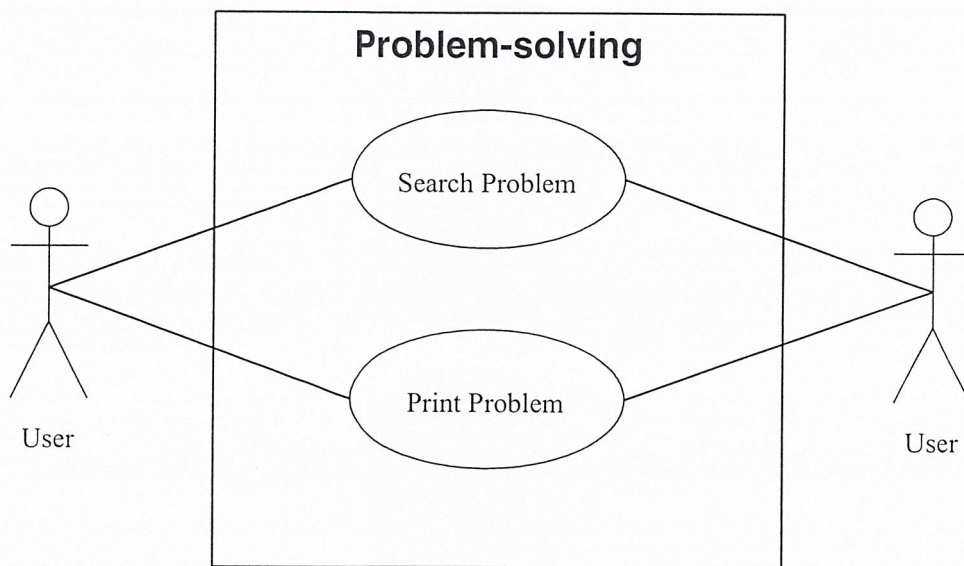 Problem-solving
Search Problem
Print Problem
User
User